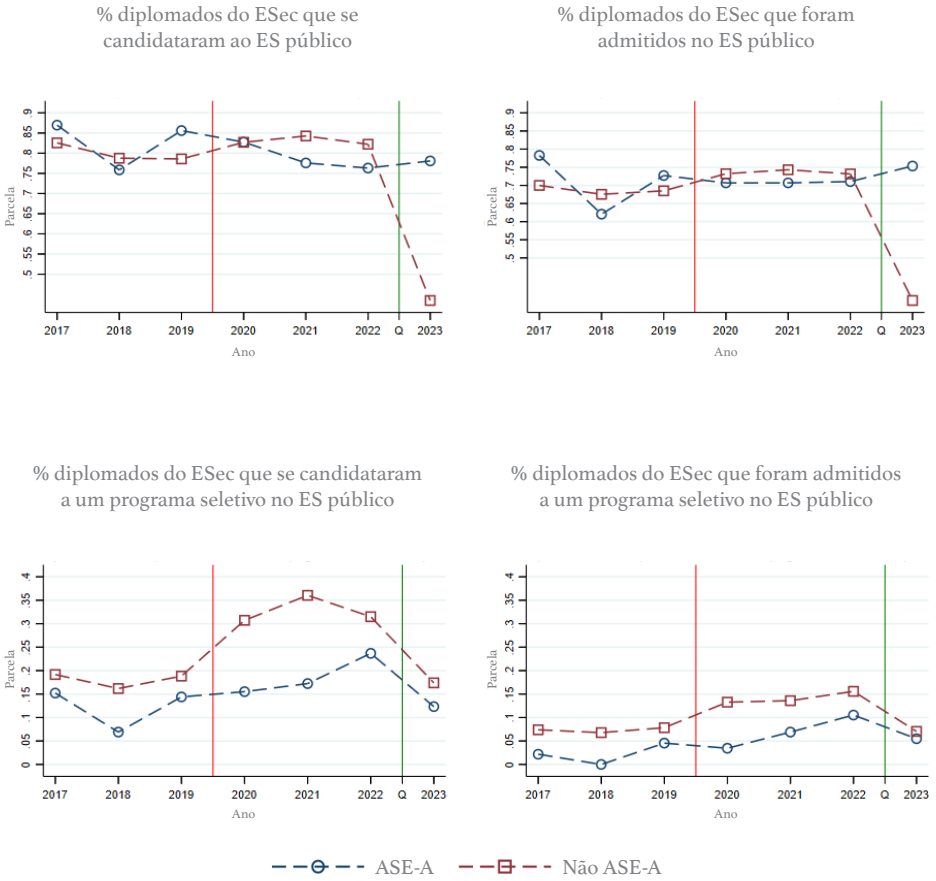 % diplomados do ESec que se
candidataram ao ES público
.9
.85
.8
.75
.7
.65
.6
.55
.5
Parcela
2017 2018 2019 2020 2021 2022 Q 2023
Ano
% diplomados do ESec que foram
admitidos no ES público
.9
.85
.8
.75
.7
.65
.6
.55
.5
Parcela
2017 2018 2019 2020 2021 2022 Q 2023
Ano
% diplomados do ESec que se candidataram
a um programa seletivo no ES público
.4
.35
.3
.25
.2
.15
.1
.05
0
Parcela
2017 2018 2019 2020 2021 2022 Q 2023
Ano
% diplomados do ESec que foram admitidos
a um programa seletivo no ES público
.4
.35
.3
.25
.2
.15
.1
.05
0
Parcela
2017 2018 2019 2020 2021 2022 Q 2023
Ano
ASE-A Não ASE-A